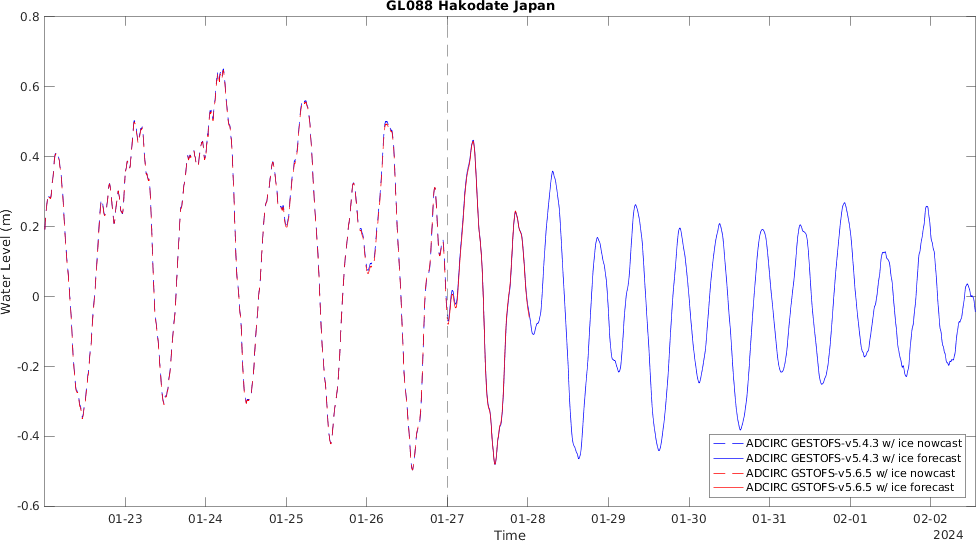 GL088 Hakodate Japan
0.8
0.6
0.4
0.2
0
-0.2
-0.4
-0.6
Water Level (m)
ADCIRC GESTOFS-v5.4.3 w/ ice nowcast
ADCIRC GESTOFS-v5.4.3 w/ ice forecast
ADCIRC GSTOFS-v5.6.5 w/ ice nowcast
ADCIRC GSTOFS-v5.6.5 w/ ice forecast
01-23 01-24 01-25 01-26 01-27 01-28 01-29 01-30 01-31 02-01 02-02
Time 2024